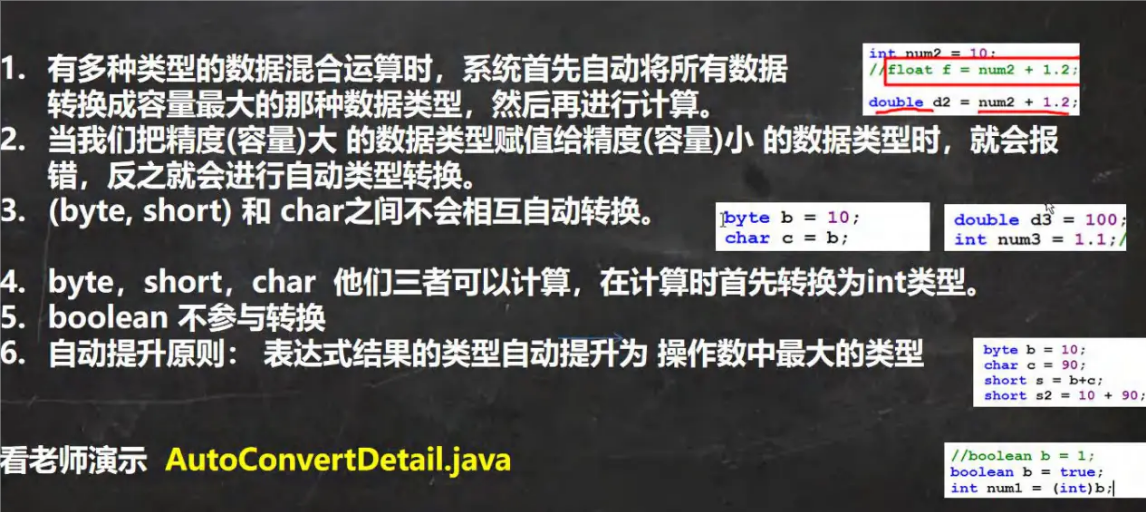 1. 有多种类型的数据混合运算时，系统首先自动将所有数据
转换成容量最大的那种数据类型，然后再进行计算。
int num2 = 10;
//float f = num2 + 1.2;
double d2 = num2 + 1.2;
2. 当我们把精度(容量)大 的数据类型赋值给精度(容量)小 的数据类型时，就会报
错，反之就会进行自动类型转换。
3. (byte, short) 和 char之间不会相互自动转换。
byte b = 10;
char c = b;
double d3 = 100;
int num3 = 1.1;/
4. byte，short，char 他们三者可以计算，在计算时首先转换为int类型。
5. boolean 不参与转换
6. 自动提升原则： 表达式结果的类型自动提升为 操作数中最大的类型
byte b = 10;
char c = 90;
short s = b+c;
short s2 = 10 + 90;
看老师演示 AutoConvertDetail.java
//boolean b = 1;
boolean b = true;
int num1 = (int)b;